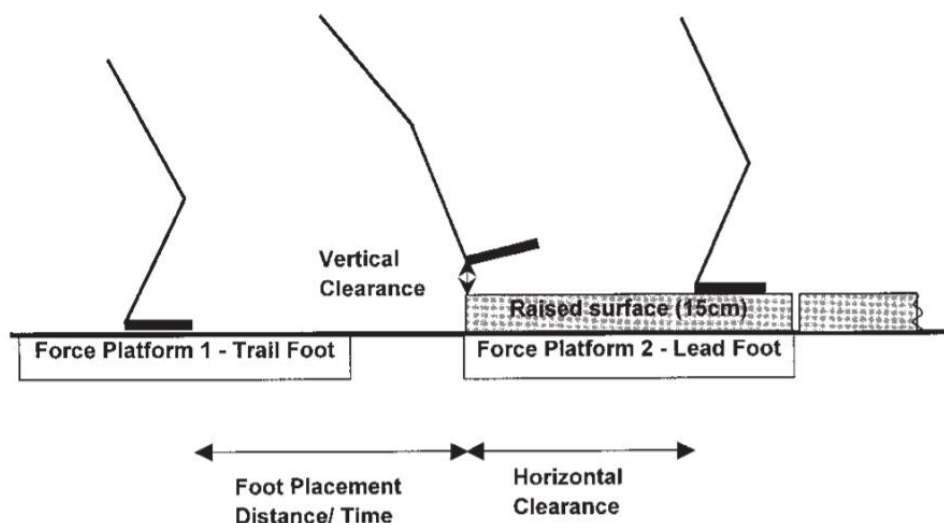 Vertical
Clearance
Raised surface (15cm)
Force Platform 1 - Trail Foot
Force Platform 2 - Lead Foot
Foot Placement
Distance/ Time
Horizontal
Clearance